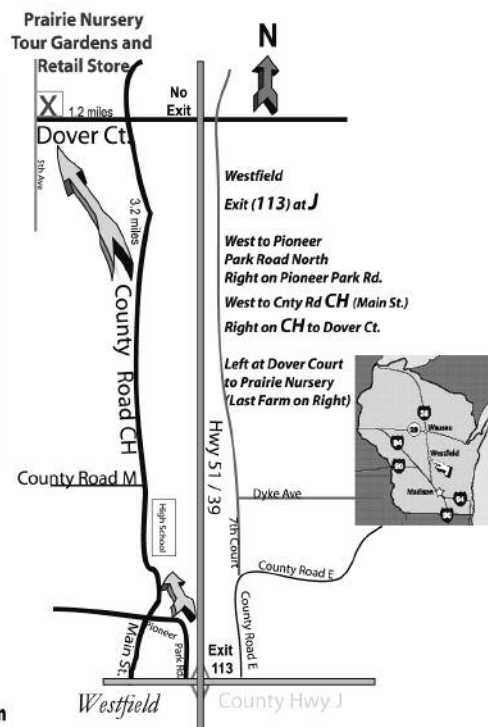 Prairie Nursery
Tour Gardens and
Retail Store
N
No
Exit
X
1.2 miles
Dover Ct.
5th Ave
3.2 miles
Westfield
Exit (113) at J
West to Pioneer
Park Road North
Right on Pioneer Park Rd.
West to Cnty Rd CH (Main St.)
Right on CH to Dover Ct.
Left at Dover Court
to Prairie Nursery
(Last Farm on Right)
County Road CH
Hwy 51 / 39
Wausau
Westfield
Madison
County Road M
Dyke Ave
High School
7th Court
County Road E
County Road E
Main St.
Pioneer
Park Rd.
Exit
113
Westfield
County Hwy J